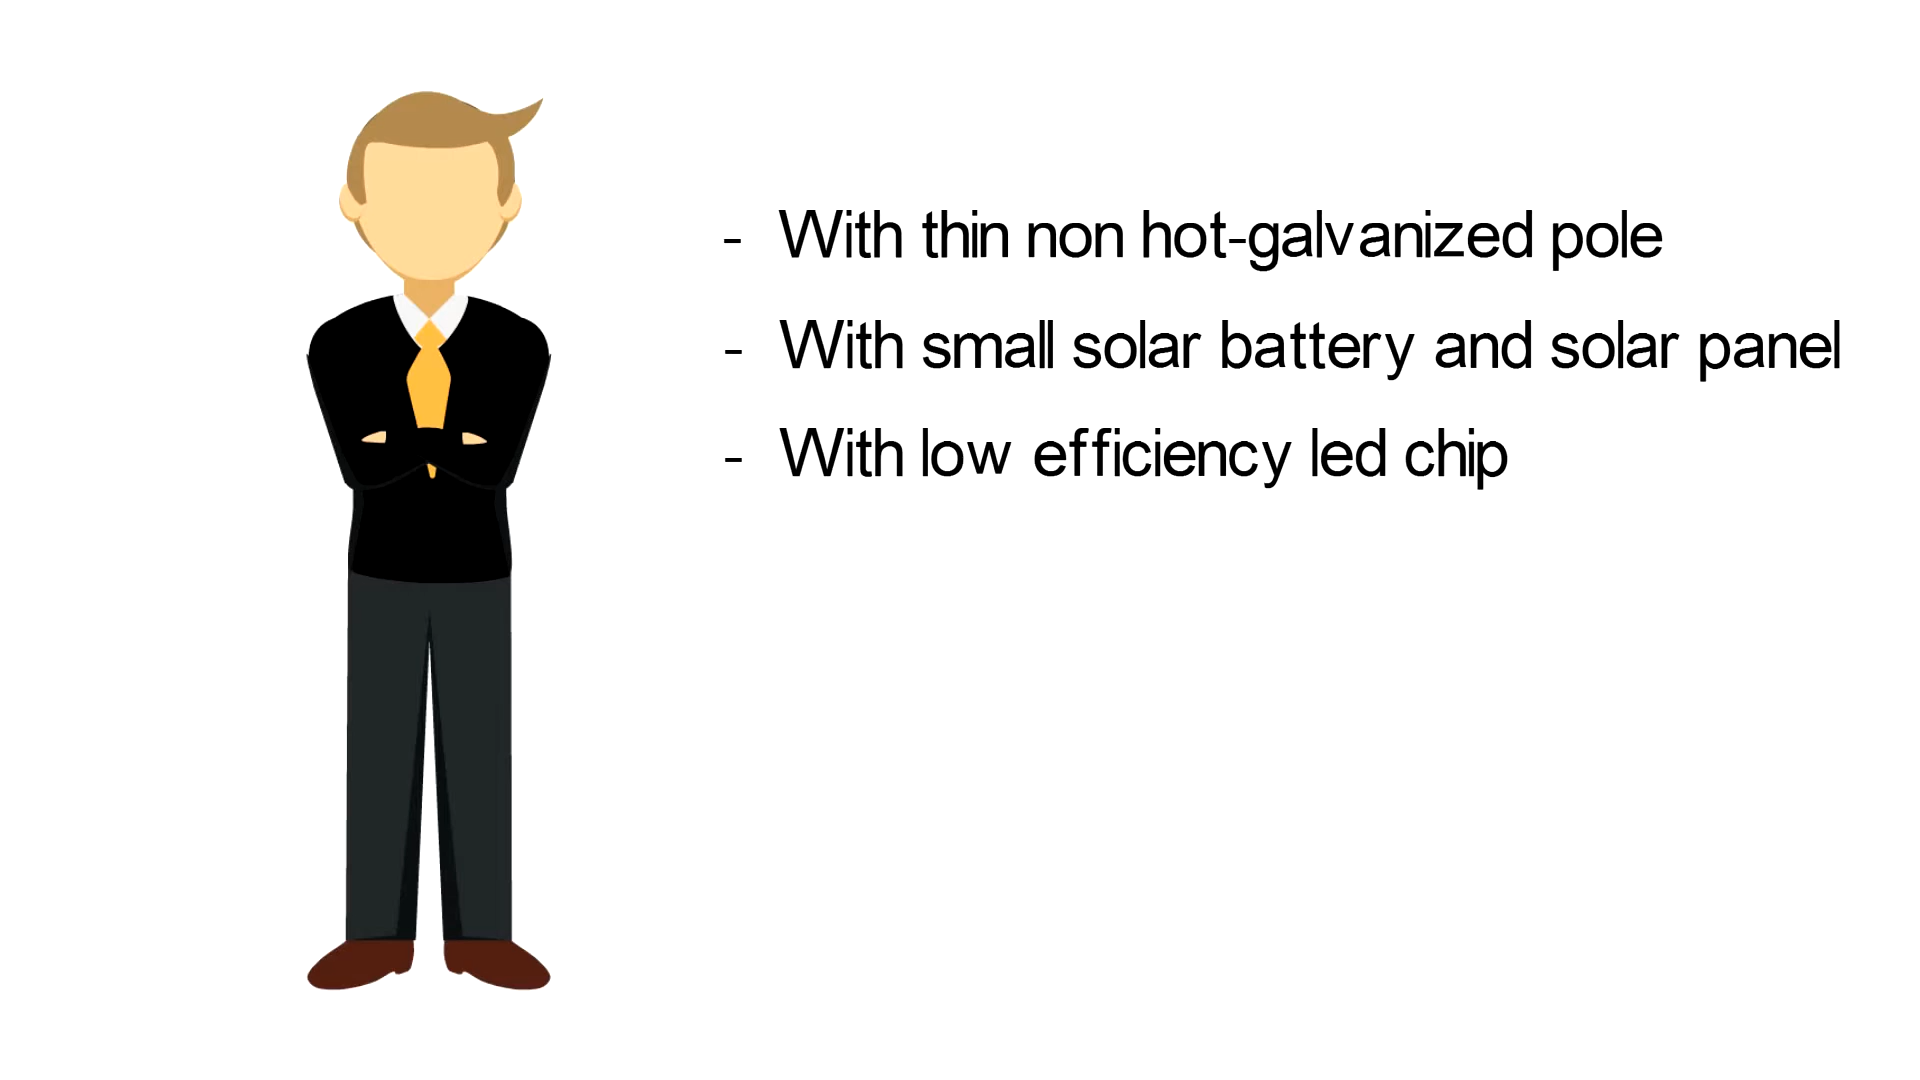 - With thin non hot-galvanized pole
- With small solar battery and solar panel
- With low efficiency led chip